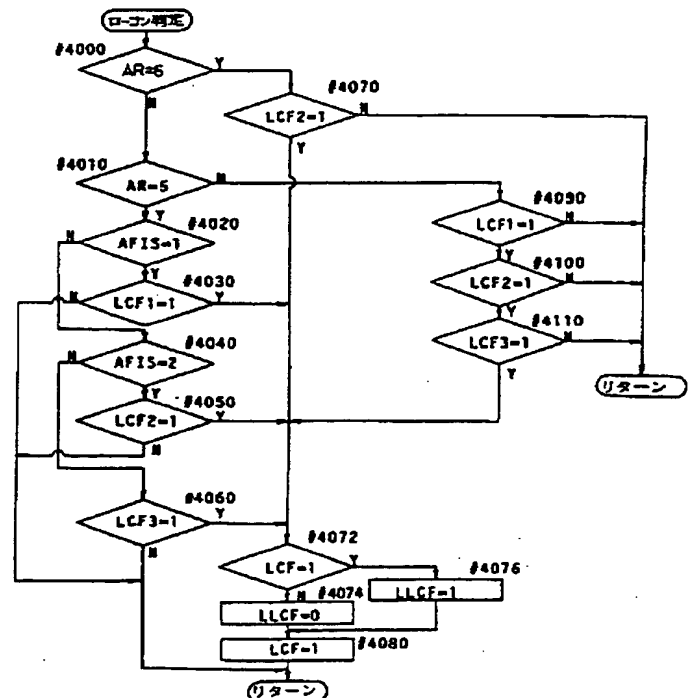 ローコン判定
#4000
AR=6
Y
N
#4070
LCF2=1
N
Y
#4010
AR=5
N
Y
#4020
AFIS=1
N
Y
#4030
LCF1=1
N
Y
#4040
AFIS=2
N
Y
#4050
LCF2=1
Y
N
#4060
LCF3=1
Y
N
#4090
LCF1=1
N
Y
#4100
LCF2=1
N
Y
#4110
LCF3=1
N
Y
リターン
#4072
LCF=1
Y
N
#4074
LLCF=0
#4076
LLCF=1
#4080
LCF=1
リターン